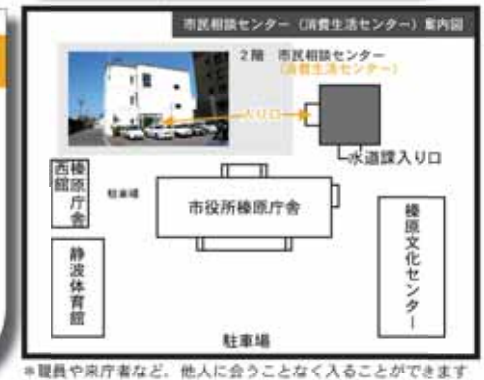 市民相談センター（消費生活センター）案内図
2階　市民相談センター
（消費生活センター）
入り口
水道課入り口
榛原庁舎
西館
駐車場
市役所榛原庁舎
静波体育館
榛原文化センター
駐車場
＊職員や来庁者など、他人に会うことなく入ることができます